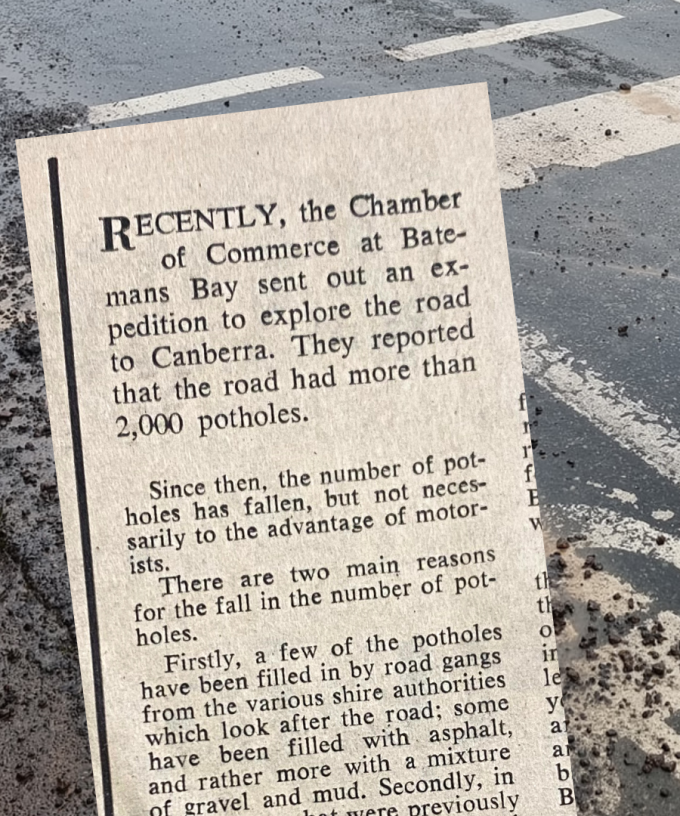 RECENTLY, the Chamber
of Commerce at Bate-
mans Bay sent out an ex-
pedition to explore the road
to Canberra. They reported
that the road had more than
2,000 potholes.
Since then, the number of pot-
holes has fallen, but not neces-
sarily to the advantage of motor-
ists.
There are two main reasons
for the fall in the number of pot-
holes.
Firstly, a few of the potholes
have been filled in by road gangs
from the various shire authorities
which look after the road; some
have been filled with asphalt,
and rather more with a mixture
of gravel and mud. Secondly, in
were previously